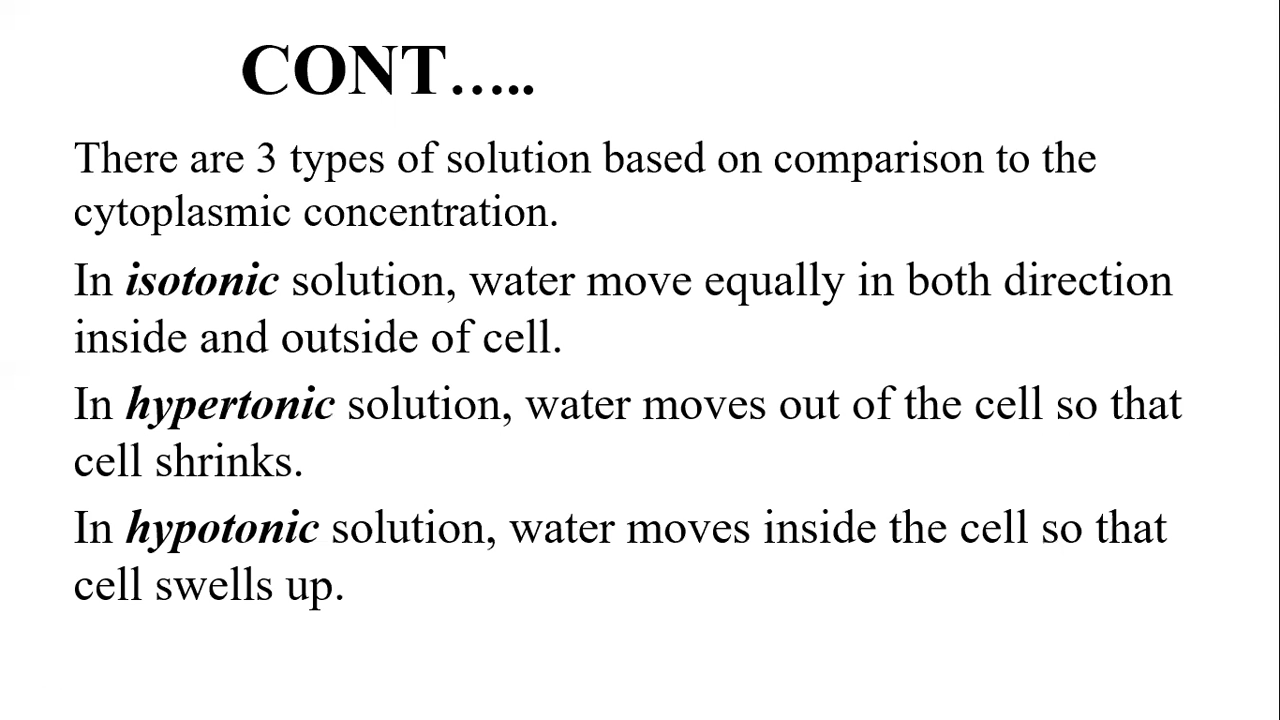 CONT…..
There are 3 types of solution based on comparison to the
cytoplasmic concentration.
In isotonic solution, water move equally in both direction
inside and outside of cell.
In hypertonic solution, water moves out of the cell so that
cell shrinks.
In hypotonic solution, water moves inside the cell so that
cell swells up.